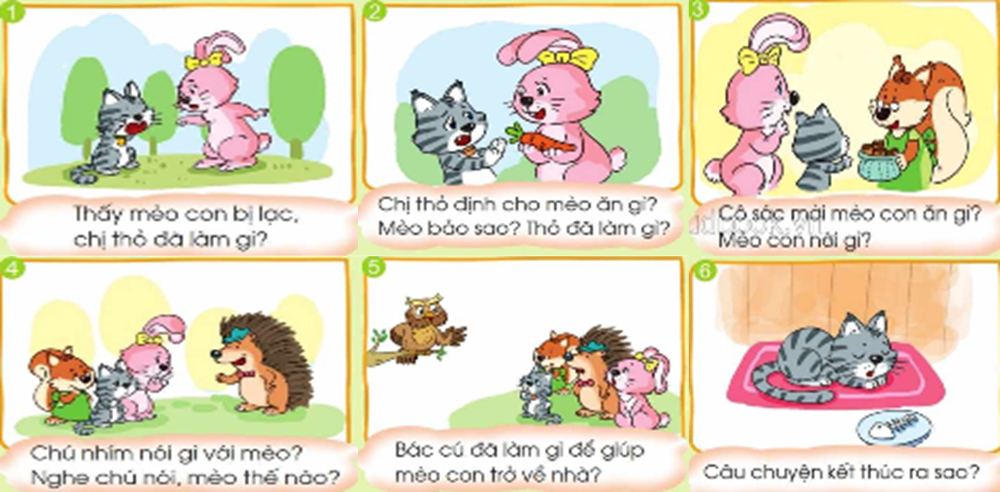 1
Thấy mèo con bị lạc,
chị thỏ đã làm gì?
2
Chị thỏ định cho mèo ăn gì?
Mèo bảo sao? Thỏ đã làm gì?
3
Cô sóc mời mèo con ăn gì?
Mèo con nói gì?
4
Chú nhím nói gì với mèo?
Nghe chú nói, mèo thế nào?
5
Bác cú đã làm gì để giúp
mèo con trở về nhà?
6
Câu chuyện kết thúc ra sao?